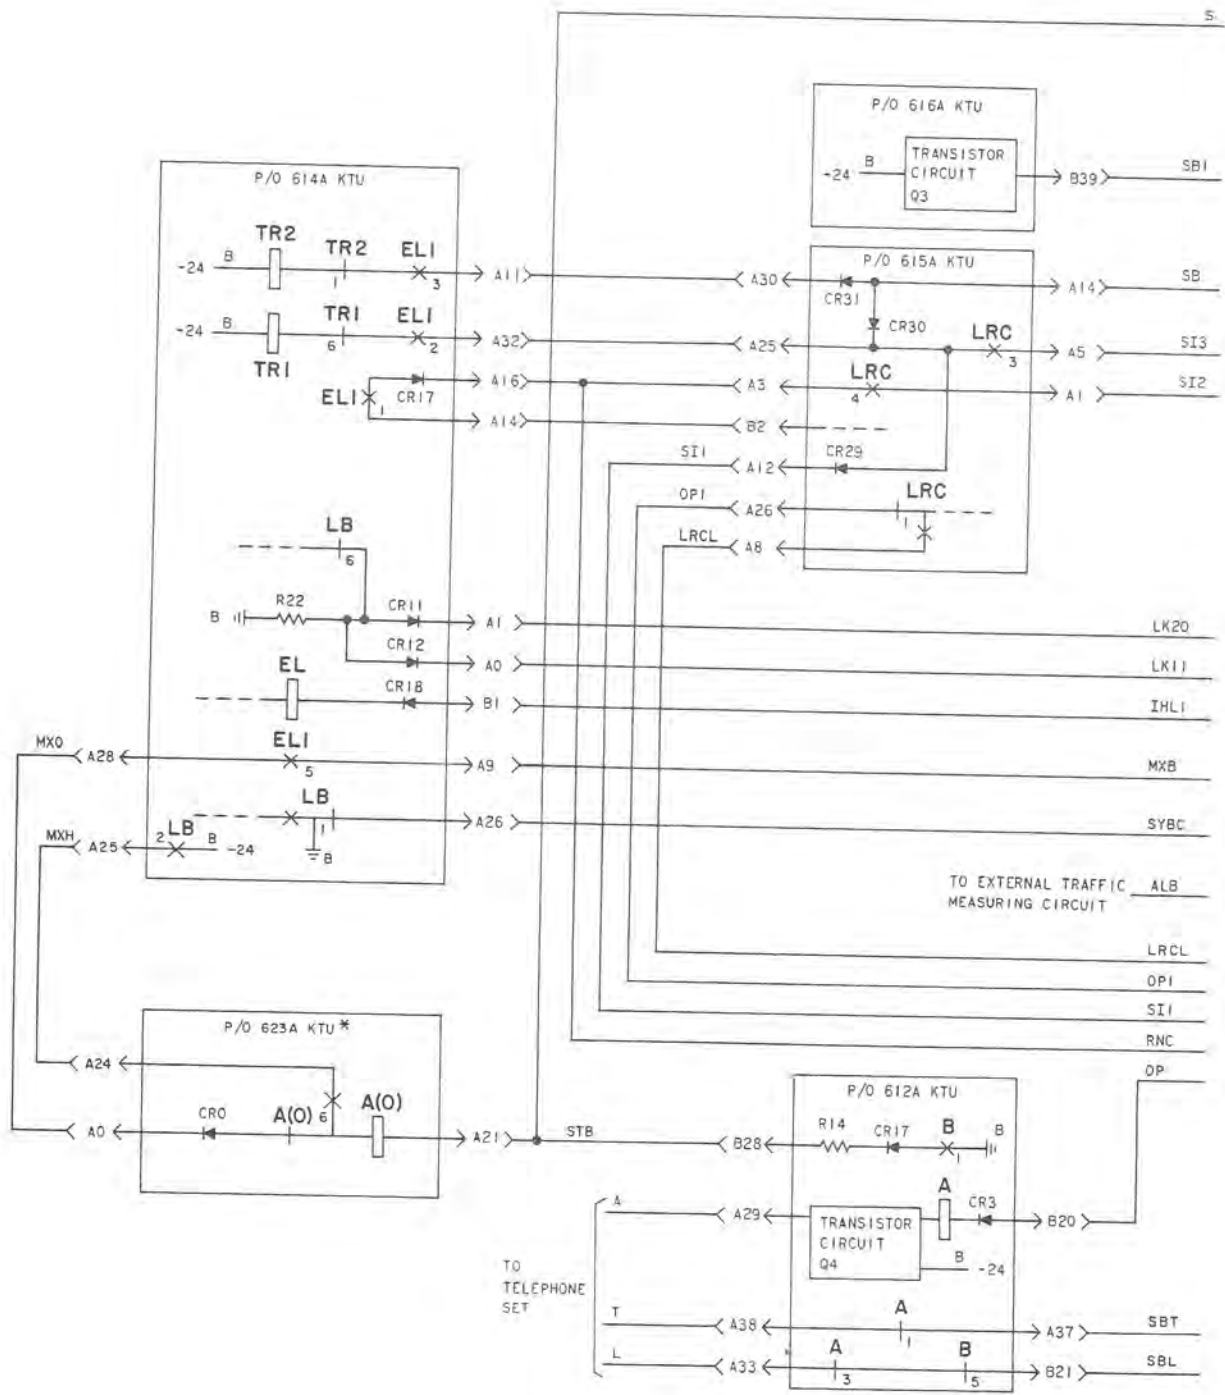 S
P/O 616A KTU
B
-24
TRANSISTOR
CIRCUIT
Q3
B39
SB1
P/O 614A KTU
TR2
TR2
EL1
-24 B
1
3
A11
A30
P/O 615A KTU
CR31
A14
SB
-24 B
TR1
TR1
6
EL1
2
A32
A25
CR30
LRC
3
A5
SI3
EL1
1
CR17
A16
A3
LRC
4
A1
SI2
A14
B2
SI1
A12
CR29
OP1
A26
LRC
1
LRCL
A8
LB
6
B
R22
CR11
A1
LK20
CR12
A0
LK11
EL
CR18
B1
IHL1
MX0
A28
EL1
5
A9
MXB
LB
1
B
A26
SYBC
MXH
A25
2 LB
B
-24
TO EXTERNAL TRAFFIC
MEASURING CIRCUIT
ALB
LRCL
OP1
SI1
RNC
OP
P/O 623A KTU *
A24
A0
CR0
A(0)
6
A(0)
A21
STB
P/O 612A KTU
B28
R14
CR17
B
1
B
TO
TELEPHONE
SET
A
A29
TRANSISTOR
CIRCUIT
Q4
A
CR3
B20
B
-24
T
A38
A
1
A37
SBT
L
A33
A
3
B
5
B21
SBL